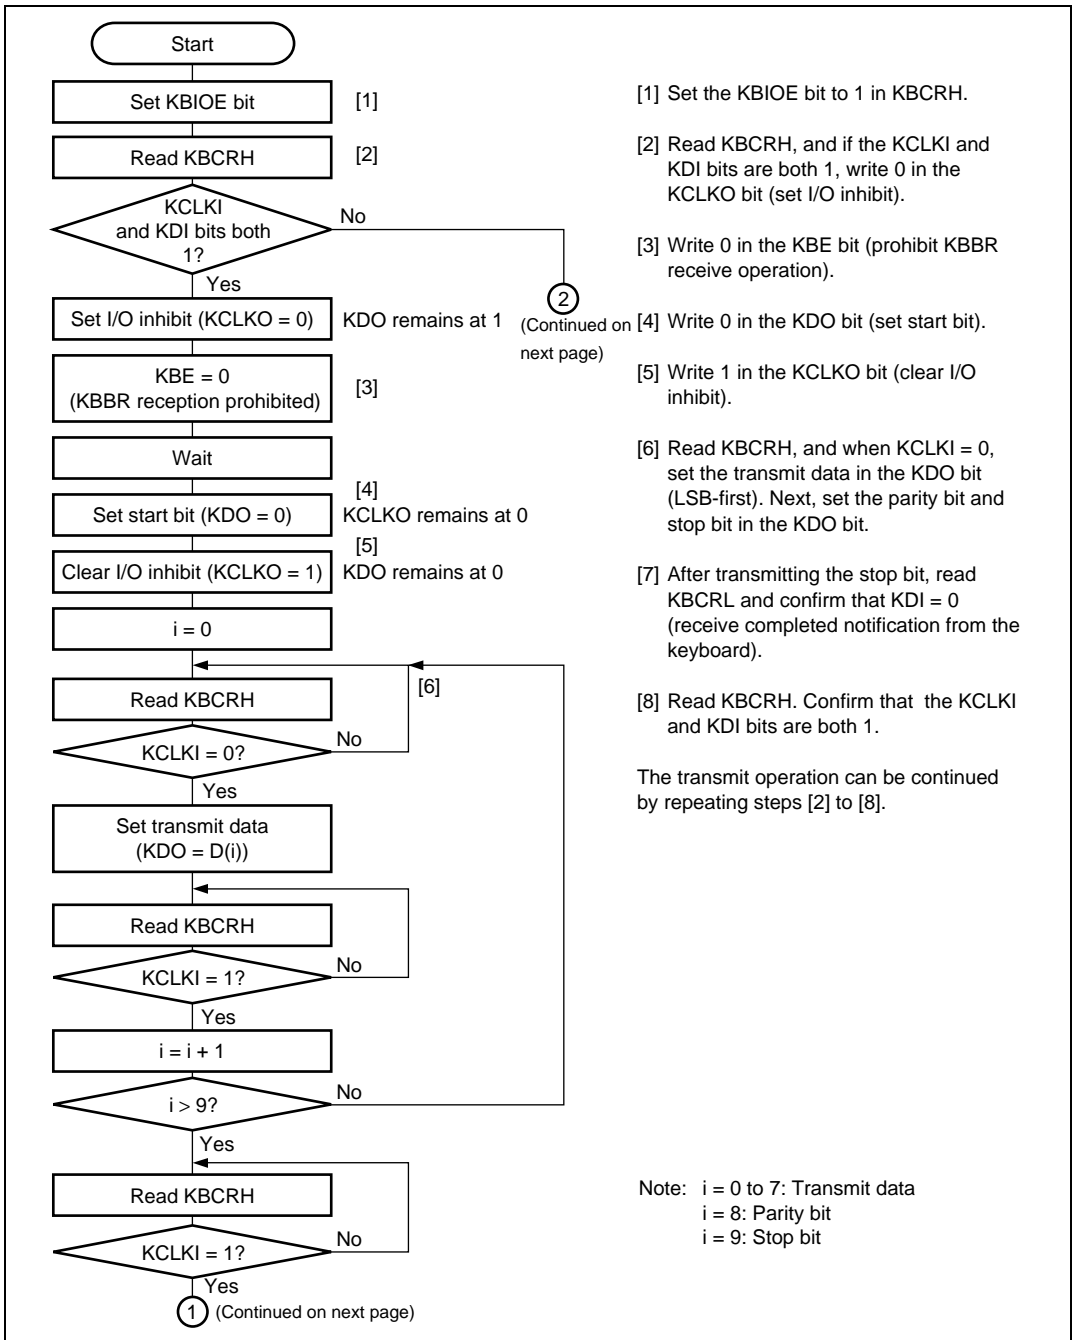 Start
Set KBIOE bit
[1]
Read KBCRH
[2]
KCLKI
and KDI bits both
1?
No
Yes
2
(Continued on
next page)
Set I/O inhibit (KCLKO = 0)
KDO remains at 1
KBE = 0
(KBBR reception prohibited)
[3]
Wait
[4]
Set start bit (KDO = 0)
KCLKO remains at 0
[5]
Clear I/O inhibit (KCLKO = 1)
KDO remains at 0
i = 0
[6]
Read KBCRH
KCLKI = 0?
No
Yes
Set transmit data
(KDO = D(i))
Read KBCRH
KCLKI = 1?
No
Yes
i = i + 1
i > 9?
No
Yes
Read KBCRH
KCLKI = 1?
No
Yes
1 (Continued on next page)
[1] Set the KBIOE bit to 1 in KBCRH.
[2] Read KBCRH, and if the KCLKI and
KDI bits are both 1, write 0 in the
KCLKO bit (set I/O inhibit).
[3] Write 0 in the KBE bit (prohibit KBBR
receive operation).
[4] Write 0 in the KDO bit (set start bit).
[5] Write 1 in the KCLKO bit (clear I/O
inhibit).
[6] Read KBCRH, and when KCLKI = 0,
set the transmit data in the KDO bit
(LSB-first). Next, set the parity bit and
stop bit in the KDO bit.
[7] After transmitting the stop bit, read
KBCRL and confirm that KDI = 0
(receive completed notification from the
keyboard).
[8] Read KBCRH. Confirm that the KCLKI
and KDI bits are both 1.
The transmit operation can be continued
by repeating steps [2] to [8].
Note: i = 0 to 7: Transmit data
i = 8: Parity bit
i = 9: Stop bit